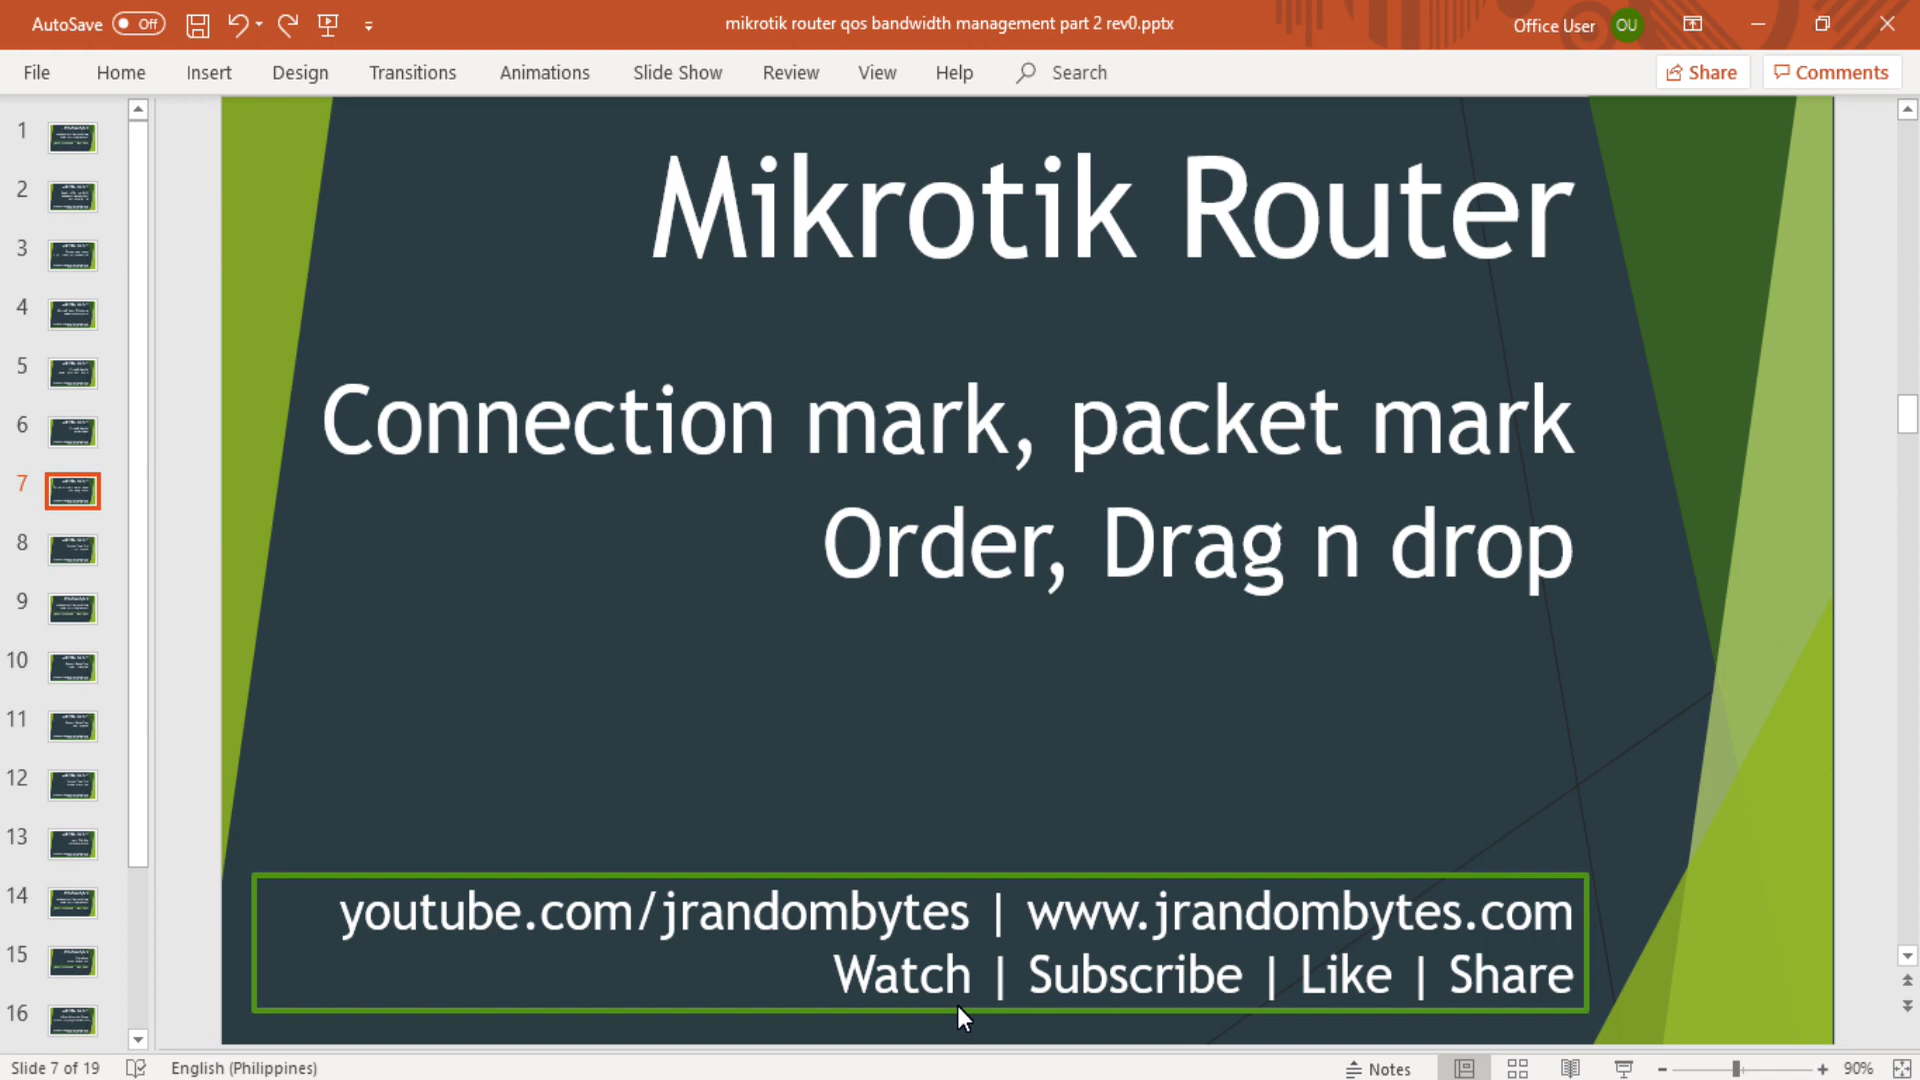 AutoSave Off
mikrotik router qos bandwidth management part 2 rev0.pptx
Office User OU
File Home Insert Design Transitions Animations Slide Show Review View Help Search
Share Comments
1
2
3
4
5
6
7
8
9
10
11
12
13
14
15
16
Mikrotik Router
Connection mark, packet mark
Order, Drag n drop
youtube.com/jrandombytes | www.jrandombytes.com
Watch | Subscribe | Like | Share
Slide 7 of 19 English (Philippines) Notes 90%